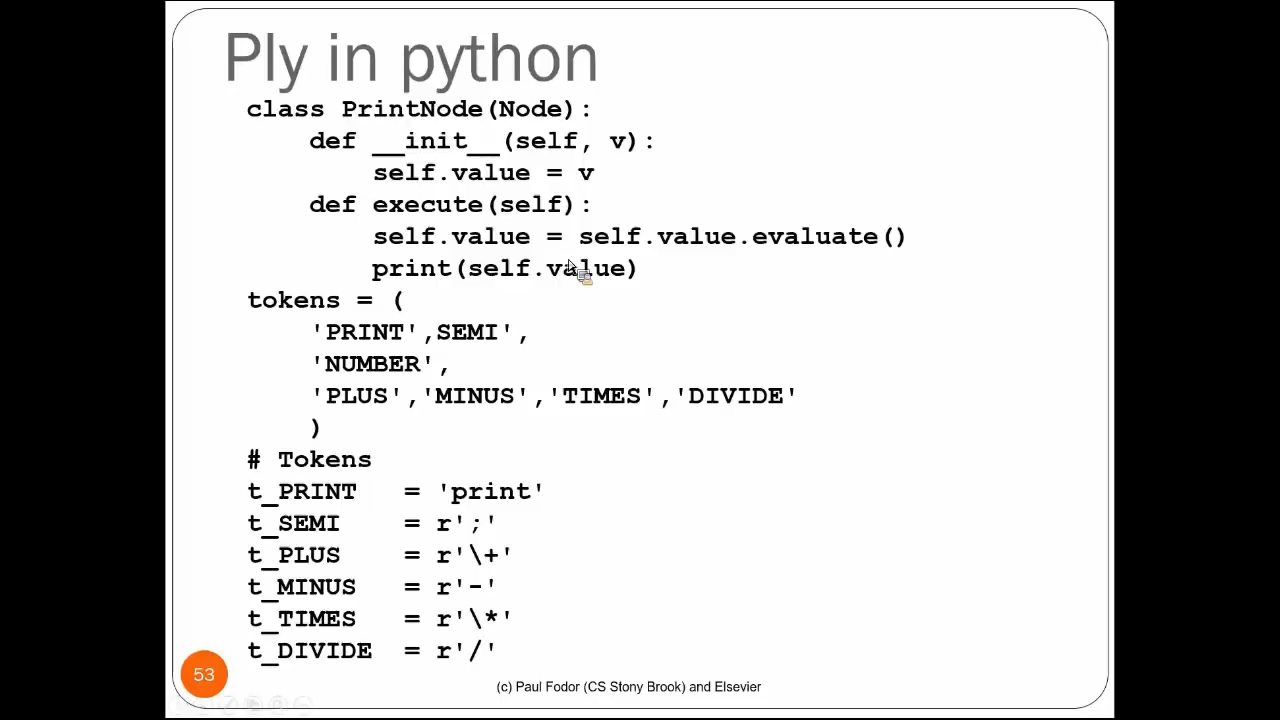 Ply in python
class PrintNode(Node):
    def __init__(self, v):
        self.value = v
    def execute(self):
        self.value = self.value.evaluate()
        print(self.value)
tokens = (
    'PRINT',SEMI',
    'NUMBER',
    'PLUS','MINUS','TIMES','DIVIDE'
    )
# Tokens
t_PRINT   = 'print'
t_SEMI    = r';'
t_PLUS    = r'\+'
t_MINUS   = r'-'
t_TIMES   = r'\*'
t_DIVIDE  = r'/'
53
(c) Paul Fodor (CS Stony Brook) and Elsevier